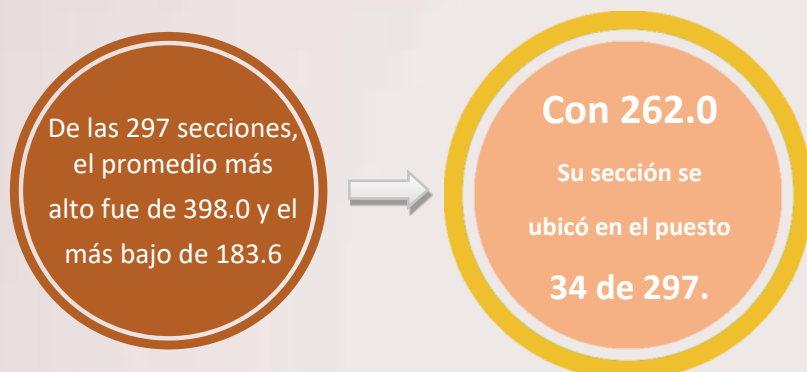 De las 297 secciones,
el promedio más
alto fue de 398.0 y el
más bajo de 183.6
Con 262.0
Su sección se
ubicó en el puesto
34 de 297.